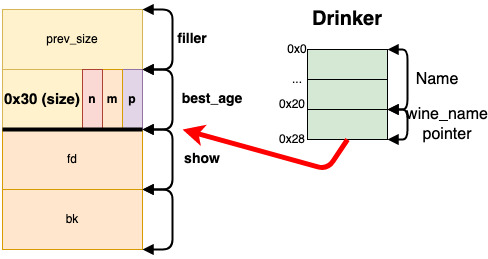 Drinker
prev_size
filler
0x0
0x30 (size) n m p
best_age
...
Name
0x20
wine_name
pointer
0x28
fd
show
bk